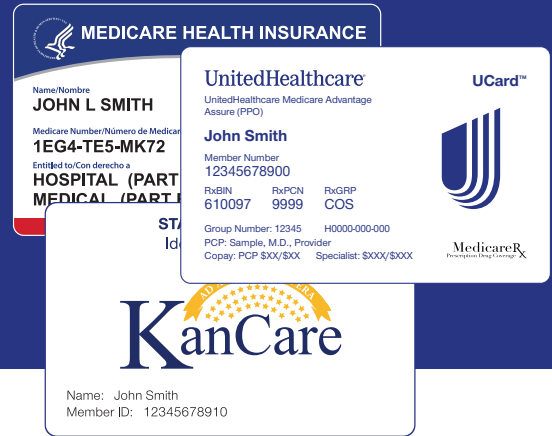 MEDICARE HEALTH INSURANCE
Name/Nombre
JOHN L SMITH
Medicare Number/Número de Medicar
1EG4-TE5-MK72
Entitled to/Con derecho a
HOSPITAL (PART
MEDICAL (PART
UnitedHealthcare
UCard™
UnitedHealthcare Medicare Advantage
Assure (PPO)
John Smith
Member Number
12345678900
RxBIN RxPCN RxGRP
610097 9999 COS
Group Number: 12345 H0000-000-000
PCP: Sample, M.D., Provider
Copay: PCP $XX/$XX Specialist: $XXX/$XXX
MedicareRx
Prescription Drug Coverage
KanCare
Name: John Smith
Member ID: 12345678910